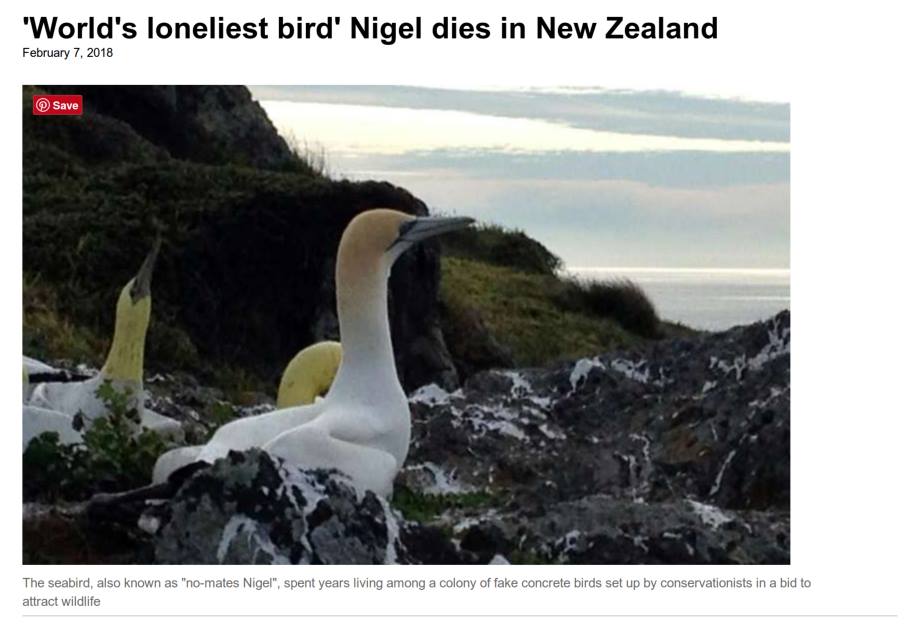 'World's loneliest bird' Nigel dies in New Zealand
February 7, 2018
Save
The seabird, also known as "no-mates Nigel", spent years living among a colony of fake concrete birds set up by conservationists in a bid to
attract wildlife